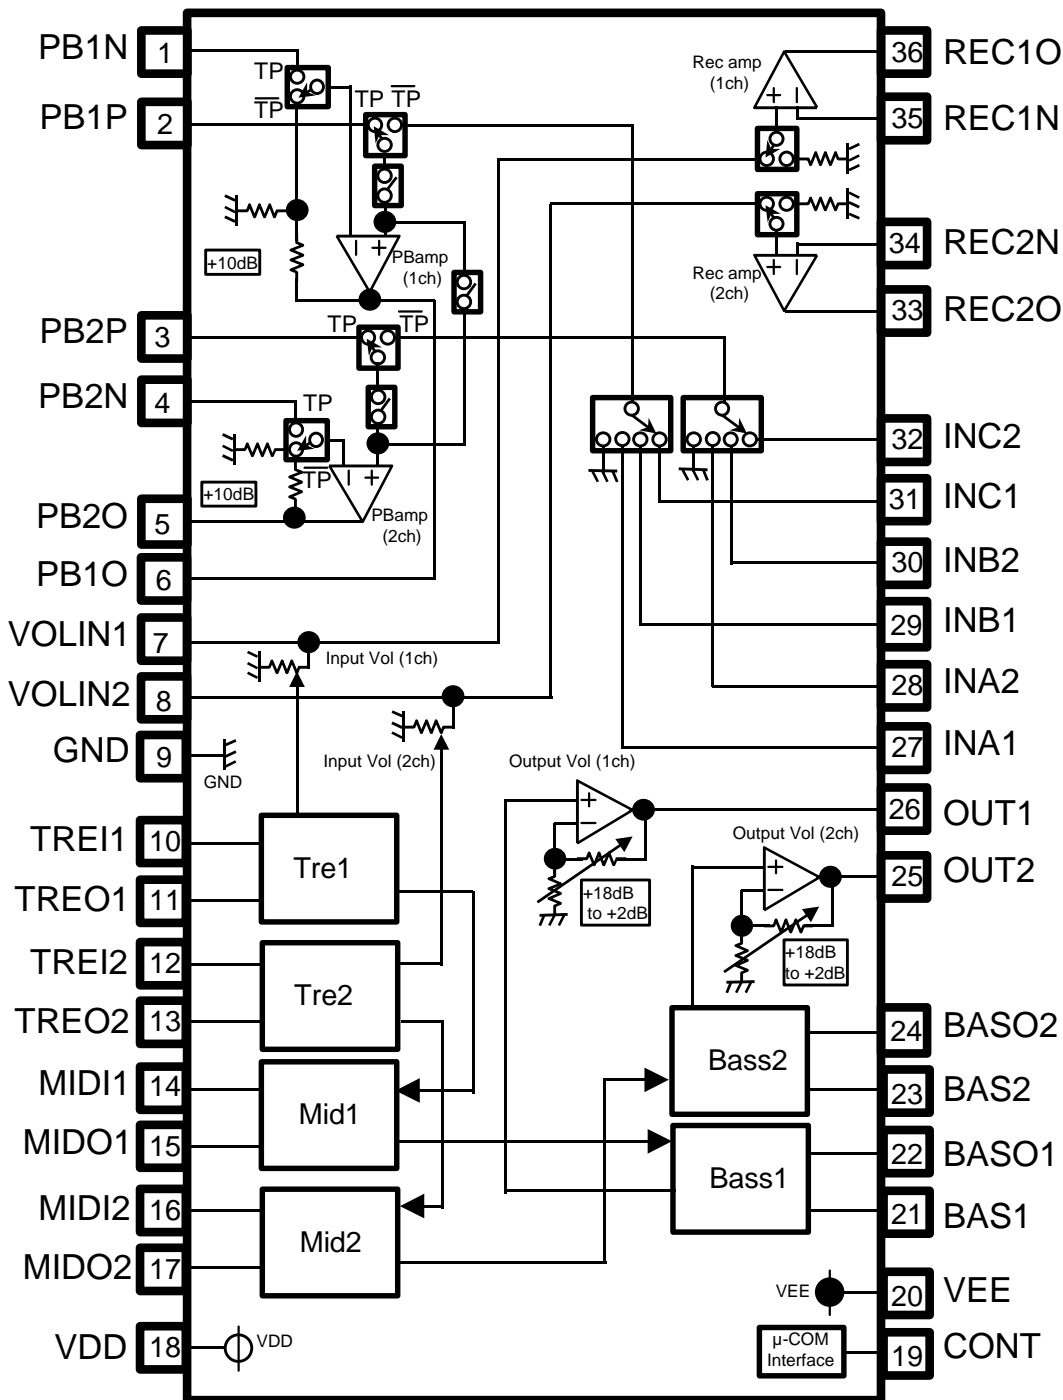 PB1N 1
PB1P 2
PB2P 3
PB2N 4
PB2O 5
PB1O 6
VOLIN1 7
VOLIN2 8
GND 9
TREI1 10
TREO1 11
TREI2 12
TREO2 13
MIDI1 14
MIDO1 15
MIDI2 16
MIDO2 17
VDD 18
TP
TP
TP TP
+10dB
PBamp
(1ch)
TP TP
TP
TP
+10dB
PBamp
(2ch)
Input Vol (1ch)
Input Vol (2ch)
GND
Tre1
Tre2
Mid1
Mid2
VDD
Rec amp
(1ch)
+ −
+ −
Rec amp
(2ch)
− +
− +
Output Vol (1ch)
+
−
+18dB
to +2dB
Output Vol (2ch)
+
−
+18dB
to +2dB
Bass2
Bass1
VEE
μ-COM
Interface
36 REC1O
35 REC1N
34 REC2N
33 REC2O
32 INC2
31 INC1
30 INB2
29 INB1
28 INA2
27 INA1
26 OUT1
25 OUT2
24 BASO2
23 BAS2
22 BASO1
21 BAS1
20 VEE
19 CONT